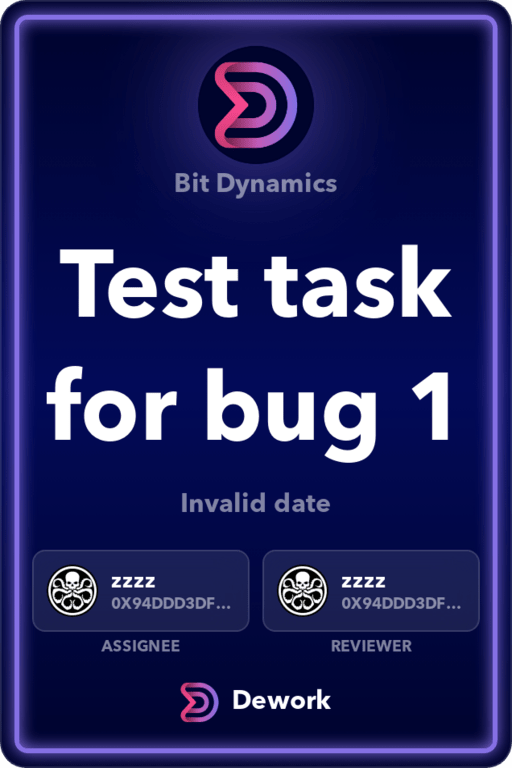 Bit Dynamics
Test task
for bug 1
Invalid date
zzzz
0X94DDD3DF...
ASSIGNEE
zzzz
0X94DDD3DF...
REVIEWER
Dework